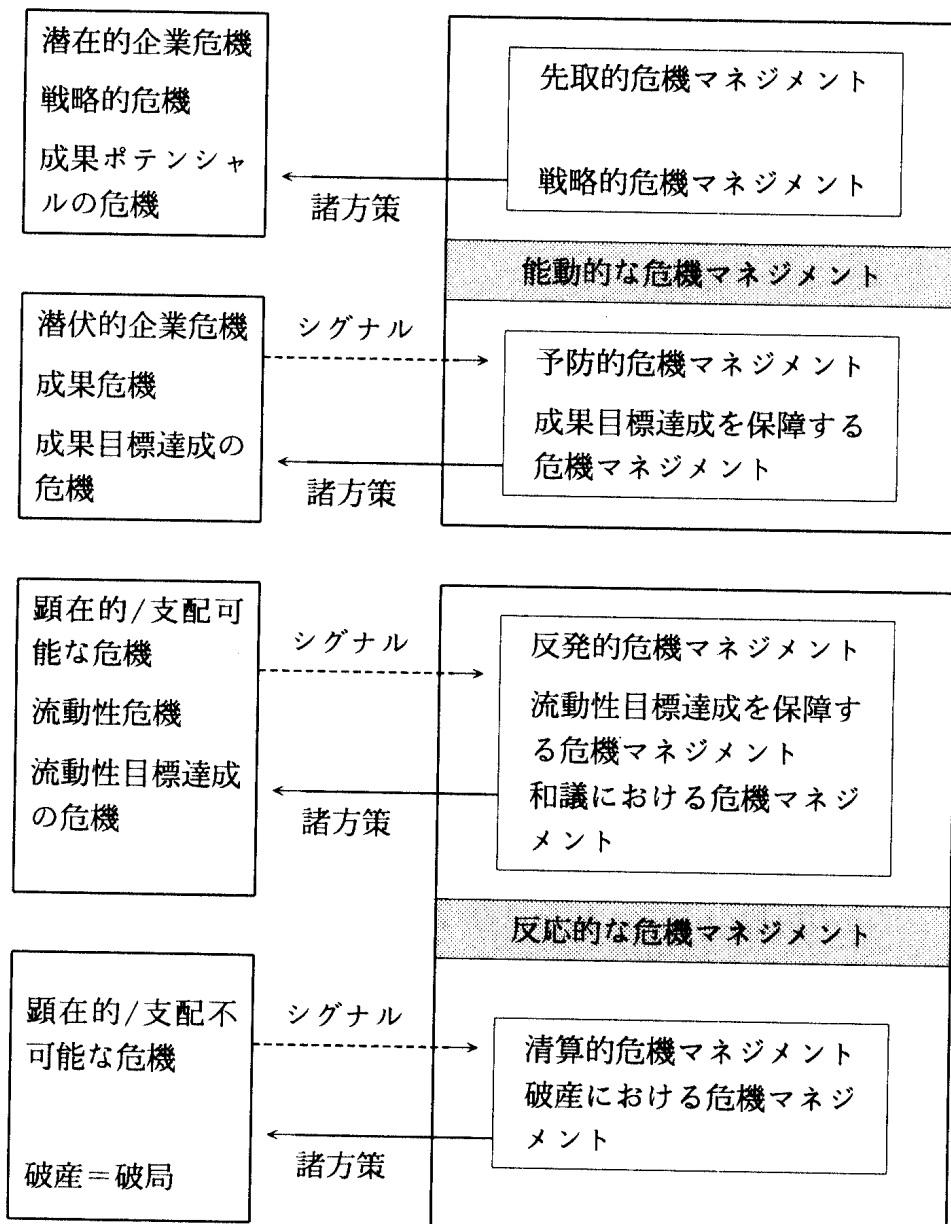 潜在的企業危機
戦略的危機
成果ポテンシャ
ルの危機
諸方策
先取的危機マネジメント
戦略的危機マネジメント
能動的な危機マネジメント
潜伏的企業危機
成果危機
成果目標達成の
危機
シグナル
諸方策
予防的危機マネジメント
成果目標達成を保障する
危機マネジメント
顕在的/支配可
能な危機
流動性危機
流動性目標達成
の危機
シグナル
諸方策
反発的危機マネジメント
流動性目標達成を保障す
る危機マネジメント
和議における危機マネジ
メント
反応的な危機マネジメント
顕在的/支配不
可能な危機
破産=破局
シグナル
諸方策
清算的危機マネジメント
破産における危機マネジ
メント